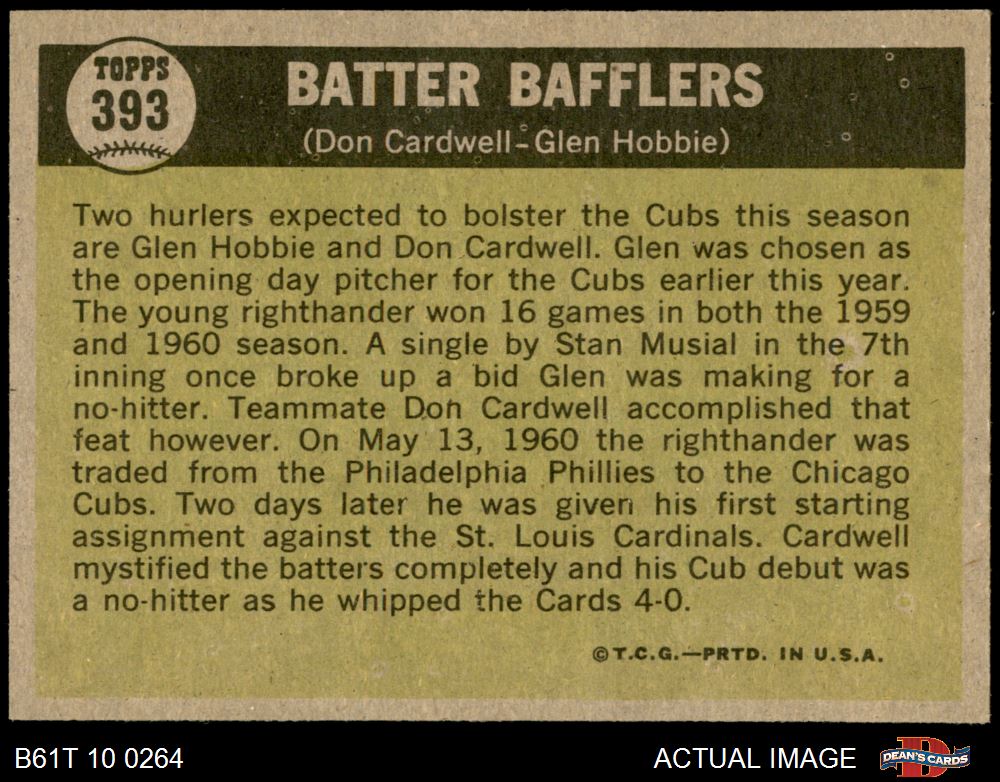 TOPPS
393
BATTER BAFFLERS
(Don Cardwell-Glen Hobbie)
Two hurlers expected to bolster the Cubs this season
are Glen Hobbie and Don Cardwell. Glen was chosen as
the opening day pitcher for the Cubs earlier this year.
The young righthander won 16 games in both the 1959
and 1960 season. A single by Stan Musial in the 7th
inning once broke up a bid Glen was making for a
no-hitter. Teammate Don Cardwell accomplished that
feat however. On May 13, 1960 the righthander was
traded from the Philadelphia Phillies to the Chicago
Cubs. Two days later he was given his first starting
assignment against the St. Louis Cardinals. Cardwell
mystified the batters completely and his Cub debut was
a no-hitter as he whipped the Cards 4-0.
©T.C.G.—PRTD. IN U.S.A.
B61T 10 0264
ACTUAL IMAGE
DEAN'S CARDS